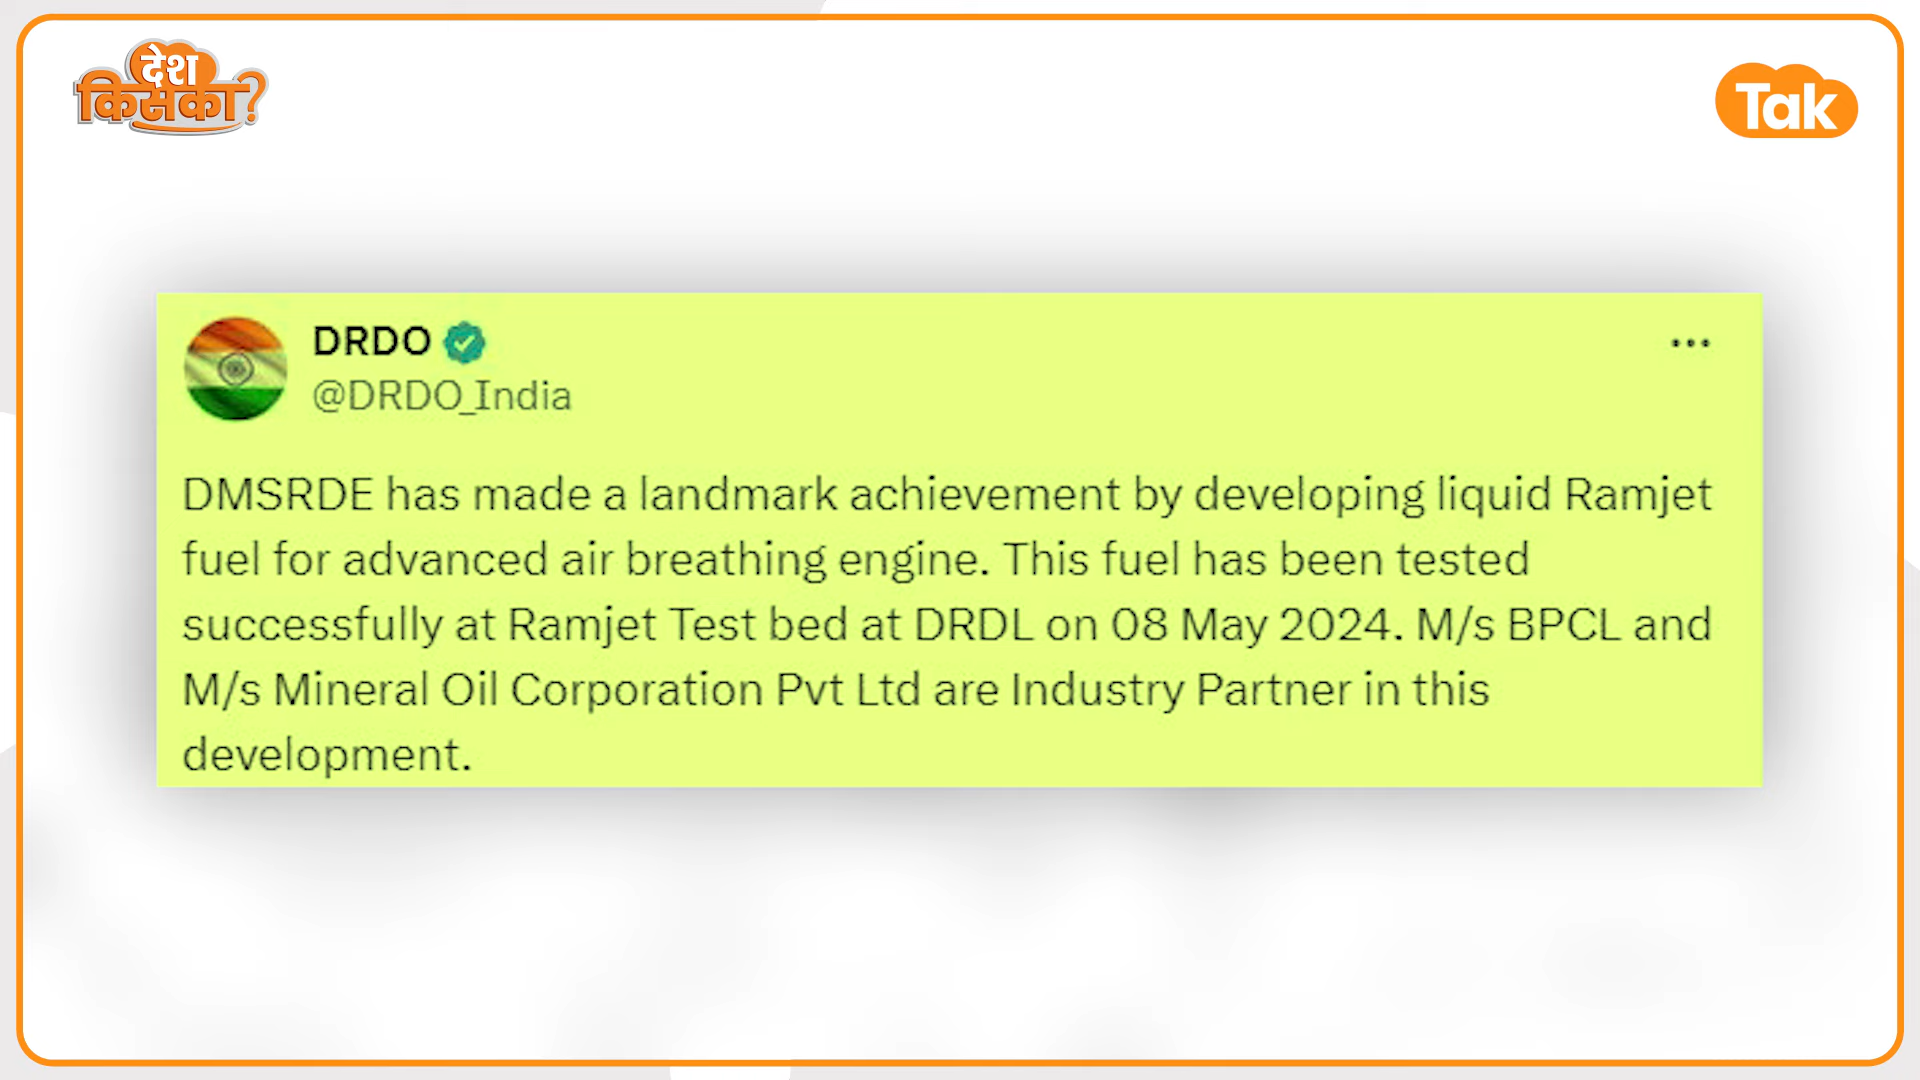 देश
किसका?
Tak
DRDO
@DRDO_India
DMSRDE has made a landmark achievement by developing liquid Ramjet
fuel for advanced air breathing engine. This fuel has been tested
successfully at Ramjet Test bed at DRDL on 08 May 2024. M/s BPCL and
M/s Mineral Oil Corporation Pvt Ltd are Industry Partner in this
development.